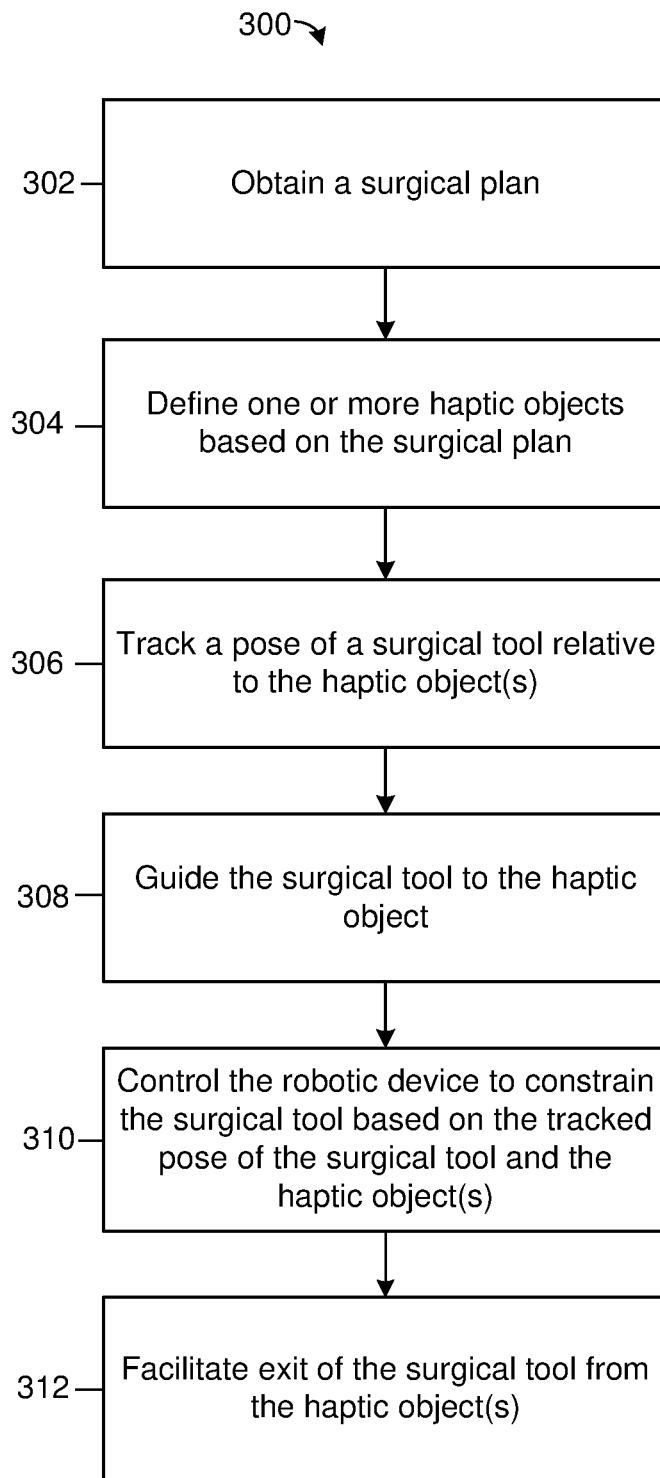 300
302
Obtain a surgical plan
304
Define one or more haptic objects
based on the surgical plan
306
Track a pose of a surgical tool relative
to the haptic object(s)
308
Guide the surgical tool to the haptic
object
310
Control the robotic device to constrain
the surgical tool based on the tracked
pose of the surgical tool and the
haptic object(s)
312
Facilitate exit of the surgical tool from
the haptic object(s)